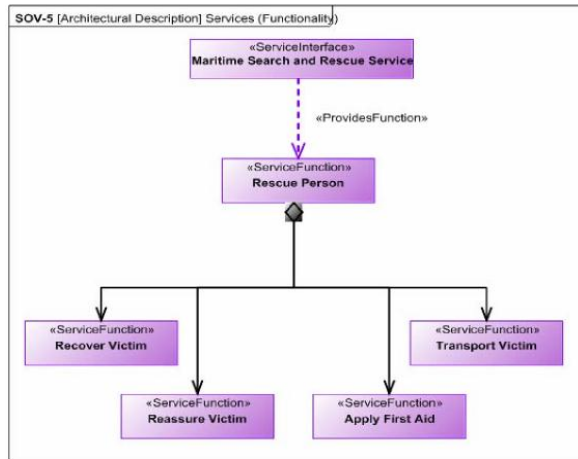 SOV-5 [Architectural Description] Services (Functionality)
«ServiceInterface»
Maritime Search and Rescue Service
«ProvidesFunction»
«ServiceFunction»
Rescue Person
«ServiceFunction»
Recover Victim
«ServiceFunction»
Transport Victim
«ServiceFunction»
Reassure Victim
«ServiceFunction»
Apply First Aid